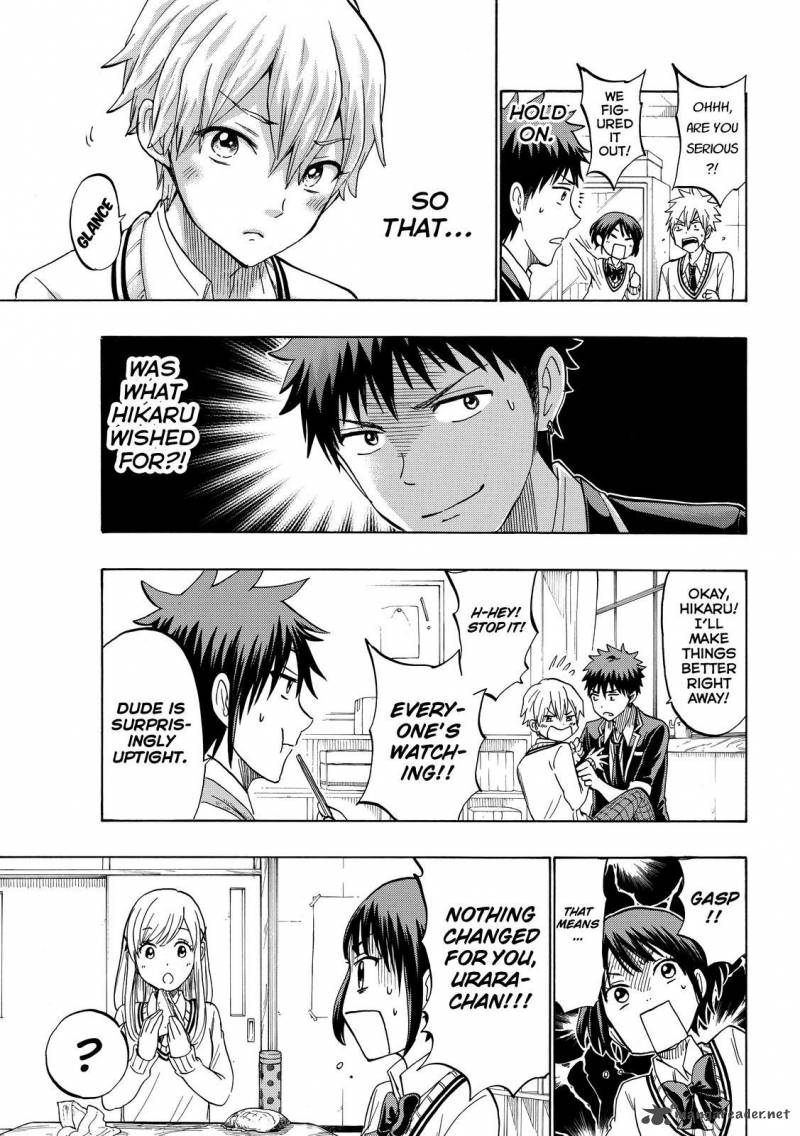 OHHH,
ARE YOU
SERIOUS
?!
WE
FIG-
URED
IT
OUT!
HOLD
ON.
SO
THAT...
GLANCE
WAS
WHAT
HIKARU
WISHED
FOR?!
OKAY,
HIKARU!
I'LL
MAKE
THINGS
BETTER
RIGHT
AWAY!
H-HEY!
STOP IT!
EVERY-
ONE'S
WATCH-
ING!!
DUDE IS
SURPRIS-
INGLY
UPTIGHT.
GASP
!!
THAT
MEANS
...
NOTHING
CHANGED
FOR YOU,
URARA-
CHAN!!!
?
mangareader.net